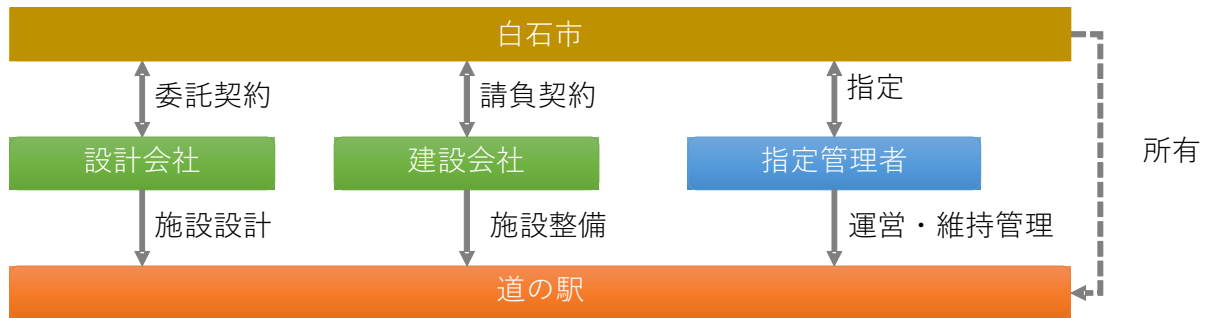 白石市
委託契約
請負契約
指定
設計会社
建設会社
指定管理者
所有
施設設計
施設整備
運営・維持管理
道の駅